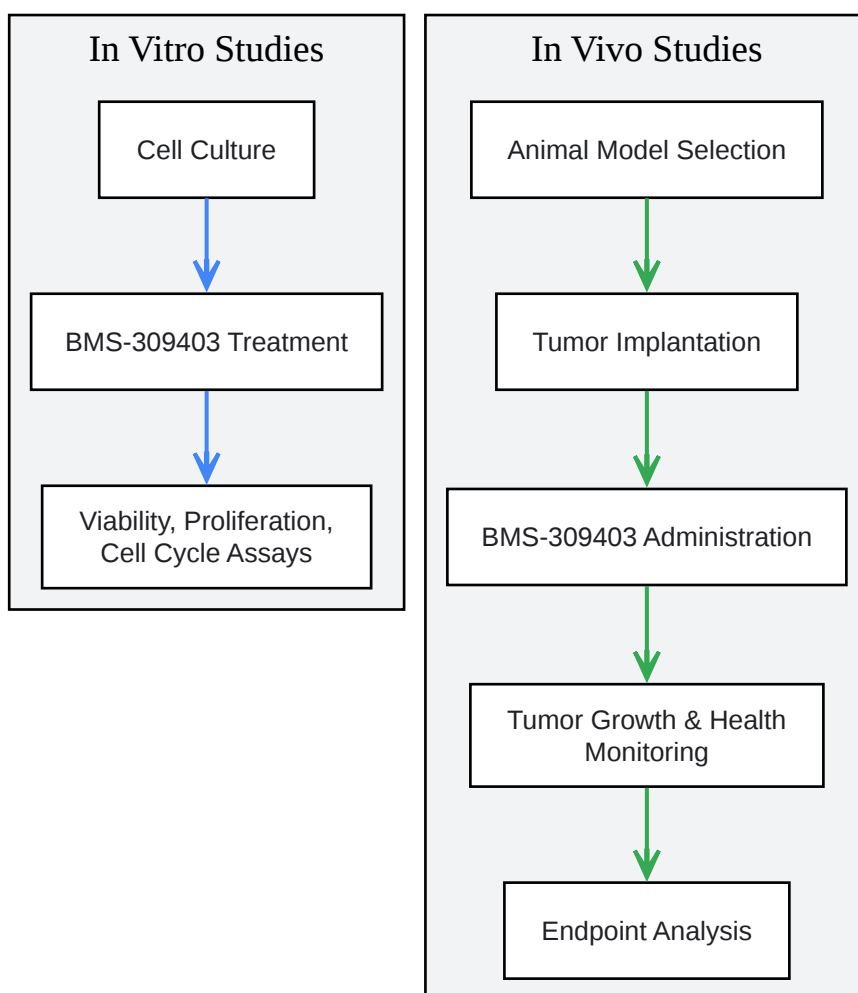 In Vitro Studies
Cell Culture
BMS-309403 Treatment
Viability, Proliferation,
Cell Cycle Assays
In Vivo Studies
Animal Model Selection
Tumor Implantation
BMS-309403 Administration
Tumor Growth & Health
Monitoring
Endpoint Analysis